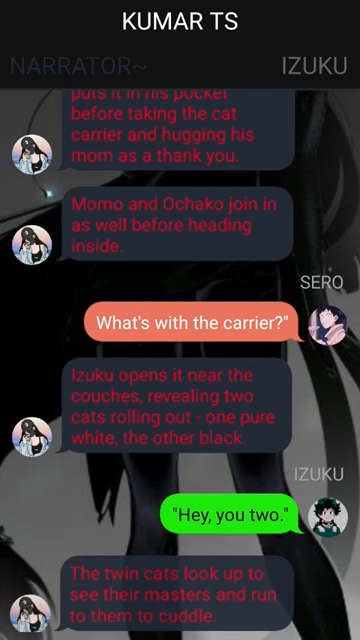 KUMAR TS
NARRATOR~
IZUKU
puts it in his pocket
before taking the cat
carrier and hugging his
mom as a thank you.
Momo and Ochako join in
as well before heading
inside.
SERO
What's with the carrier?"
Izuku opens it near the
couches, revealing two
cats rolling out - one pure
white, the other black.
IZUKU
"Hey, you two."
The twin cats look up to
see their masters and run
to them to cuddle.